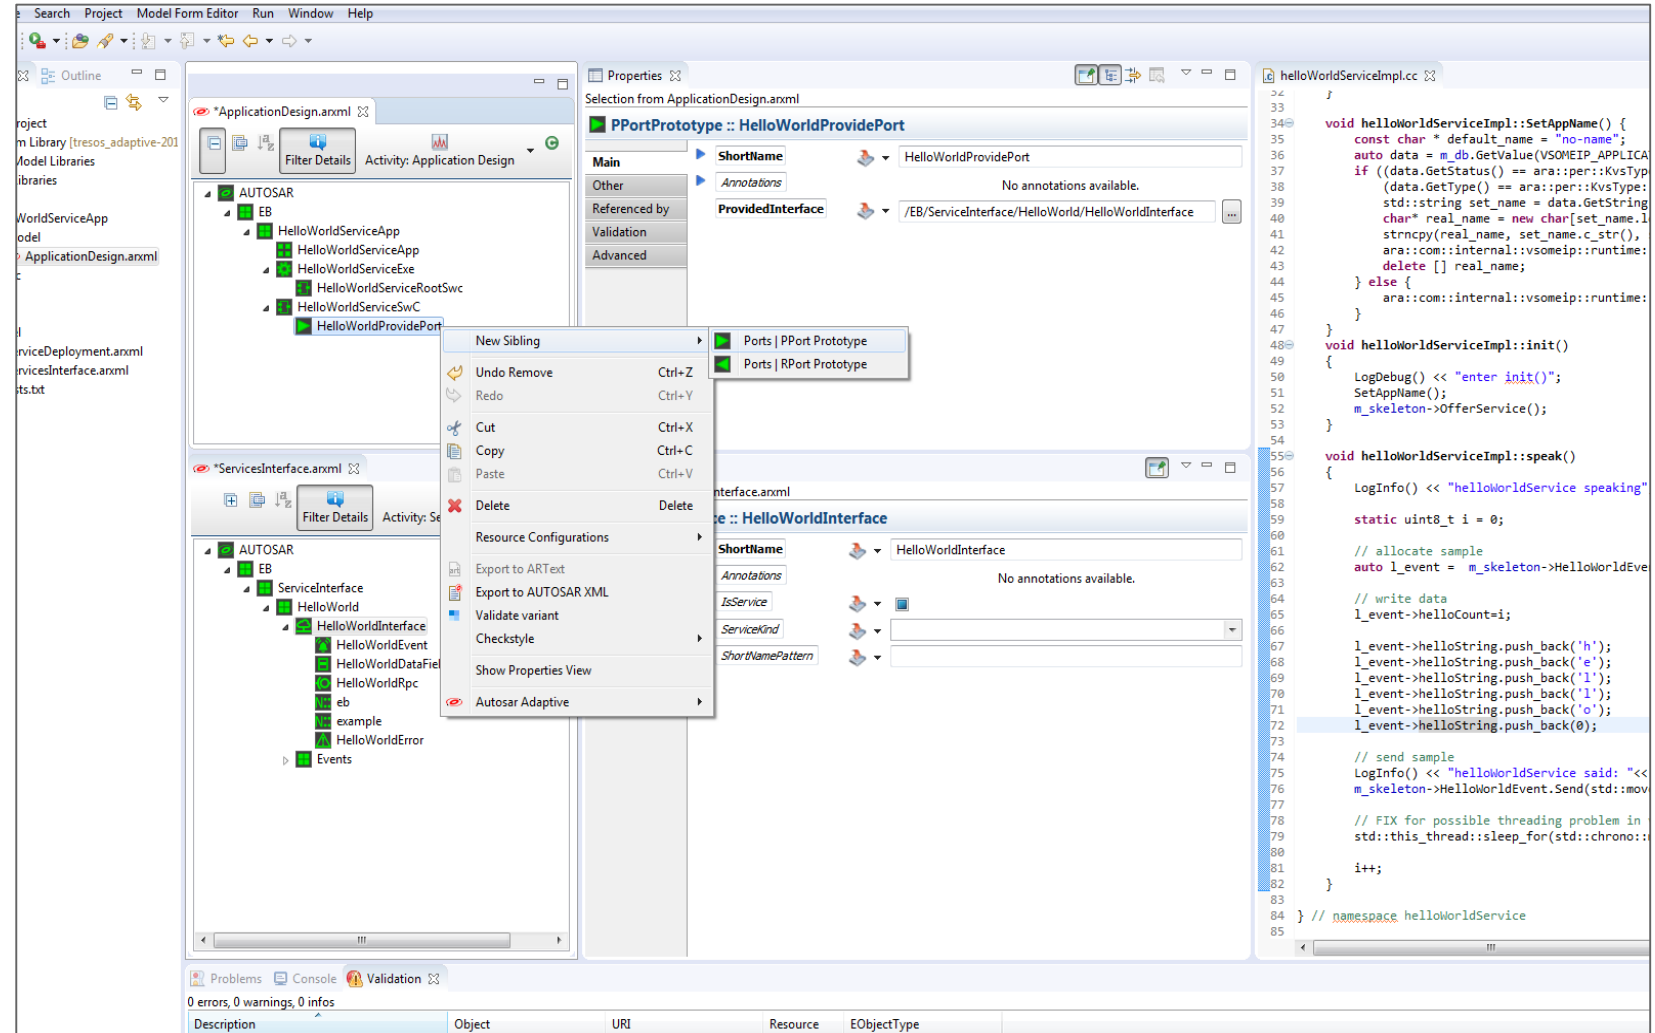 Search Project Model Form Editor Run Window Help
Outline
roject
m Library [tresos_adaptive-201
Model Libraries
ibraries
WorldServiceApp
odel
ApplicationDesign.arxml
rviceDeployment.arxml
rvicesInterface.arxml
sts.txt
*ApplicationDesign.arxml
Filter Details Activity: Application Design
AUTOSAR
EB
HelloWorldServiceApp
HelloWorldServiceApp
HelloWorldServiceExe
HelloWorldServiceRootSwc
HelloWorldServiceSwC
HelloWorldProvidePort
New Sibling
Undo Remove Ctrl+Z
Redo Ctrl+Y
Cut Ctrl+X
Copy Ctrl+C
Paste Ctrl+V
Delete Delete
Resource Configurations
Export to ARText
Export to AUTOSAR XML
Validate variant
Checkstyle
Show Properties View
Autosar Adaptive
Ports | PPort Prototype
Ports | RPort Prototype
*ServicesInterface.arxml
Filter Details Activity: Se
AUTOSAR
EB
ServiceInterface
HelloWorld
HelloWorldInterface
HelloWorldEvent
HelloWorldDataFiel
HelloWorldRpc
eb
example
HelloWorldError
Events
Properties
Selection from ApplicationDesign.arxml
PPortPrototype :: HelloWorldProvidePort
Main
Other
Referenced by
Validation
Advanced
ShortName HelloWorldProvidePort
Annotations No annotations available.
ProvidedInterface /EB/ServiceInterface/HelloWorld/HelloWorldInterface ...
nterface.arxml
ce :: HelloWorldInterface
ShortName HelloWorldInterface
Annotations No annotations available.
IsService
ServiceKind
ShortNamePattern
helloWorldServiceImpl.cc
32 }
33
34 void helloWorldServiceImpl::SetAppName() {
35 const char * default_name = "no-name";
36 auto data = m_db.GetValue(VSOMEIP_APPLICA
37 if ((data.GetStatus() == ara::per::KvsTyp
38 (data.GetType() == ara::per::KvsType:
39 std::string set_name = data.GetString
40 char* real_name = new char[set_name.l
41 strncpy(real_name, set_name.c_str(),
42 ara::com::internal::vsomeip::runtime:
43 delete [] real_name;
44 } else {
45 ara::com::internal::vsomeip::runtime:
46 }
47 }
48 void helloWorldServiceImpl::init()
49 {
50 LogDebug() << "enter init()";
51 SetAppName();
52 m_skeleton->OfferService();
53 }
54
55 void helloWorldServiceImpl::speak()
56 {
57 LogInfo() << "helloWorldService speaking"
58
59 static uint8_t i = 0;
60
61 // allocate sample
62 auto l_event = m_skeleton->HelloWorldEve
63
64 // write data
65 l_event->helloCount=i;
66
67 l_event->helloString.push_back('h');
68 l_event->helloString.push_back('e');
69 l_event->helloString.push_back('l');
70 l_event->helloString.push_back('l');
71 l_event->helloString.push_back('o');
72 l_event->helloString.push_back(0);
73
74 // send sample
75 LogInfo() << "helloWorldService said: "<<
76 m_skeleton->HelloWorldEvent.Send(std::mov
77
78 // FIX for possible threading problem in
79 std::this_thread::sleep_for(std::chrono::
80
81 i++;
82 }
83
84 } // namespace helloWorldService
85
Problems Console Validation
0 errors, 0 warnings, 0 infos
Description Object URI Resource EObjectType